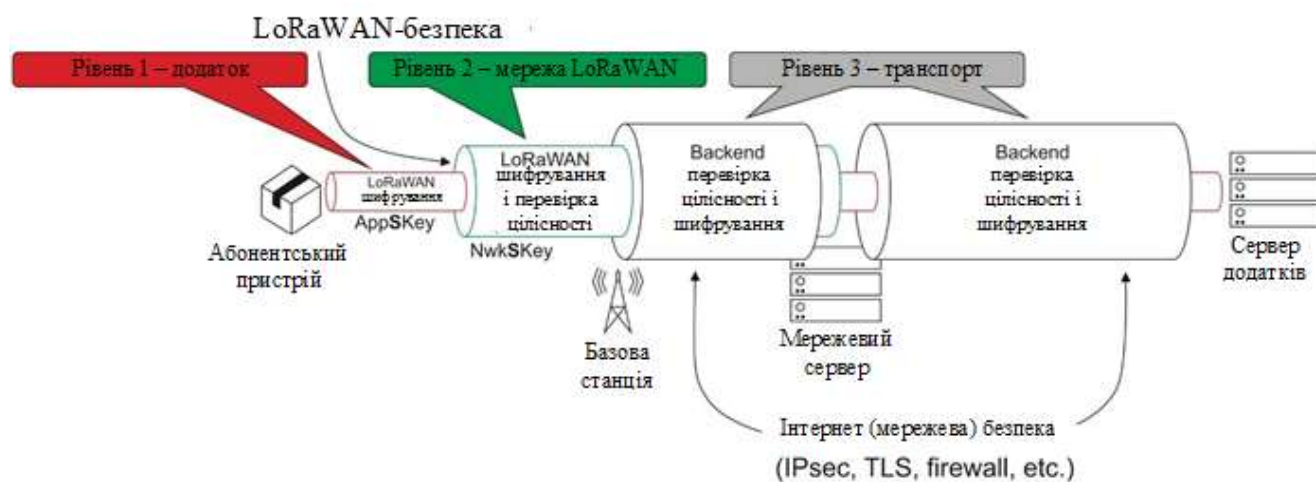 LoRaWAN-безпека
Рівень 1 – додаток
Рівень 2 – мережа LoRaWAN
Рівень 3 – транспорт
LoRaWAN
шифрування
AppSKey
LoRaWAN
шифрування
і перевірка
цілісності
NwkSKey
Backend
перевірка
цілісності і
шифрування
Backend
перевірка
цілісності і
шифрування
Абонентський
пристрій
Базова
станція
Мережевий
сервер
Сервер
додатків
Інтернет (мережева) безпека
(IPsec, TLS, firewall, etc.)